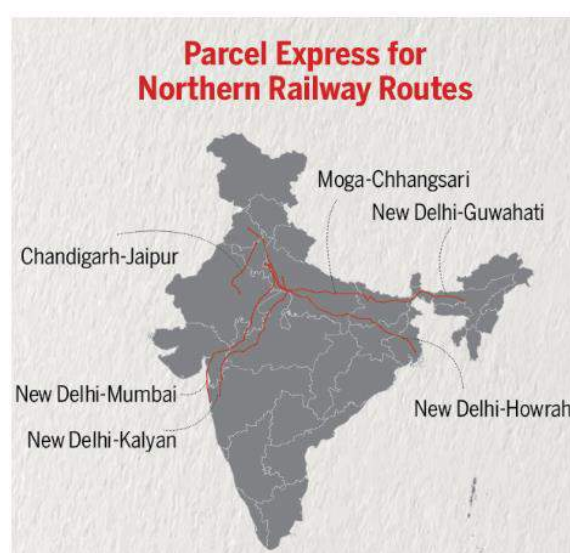 Parcel Express for
Northern Railway Routes
Moga-Chhangsari
New Delhi-Guwahati
Chandigarh-Jaipur
New Delhi-Mumbai
New Delhi-Howrah
New Delhi-Kalyan